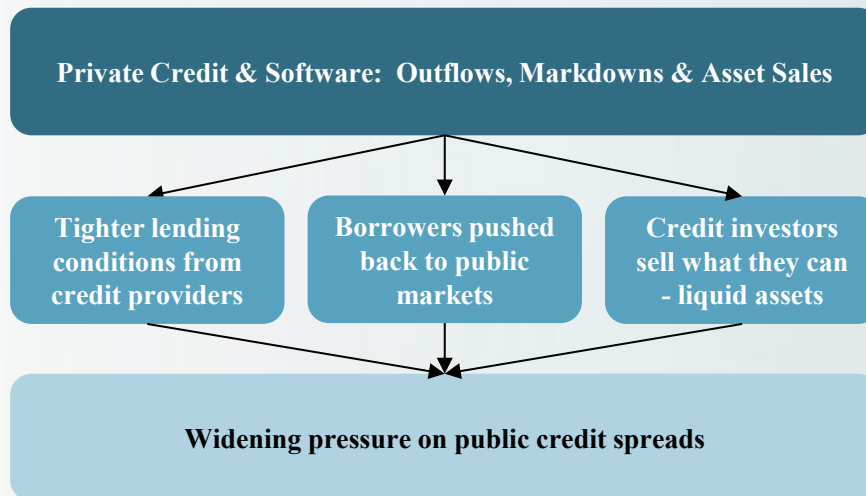 Private Credit & Software:  Outflows, Markdowns & Asset Sales
Tighter lending
conditions from
credit providers
Borrowers pushed
back to public
markets
Credit investors
sell what they can
- liquid assets
Widening pressure on public credit spreads